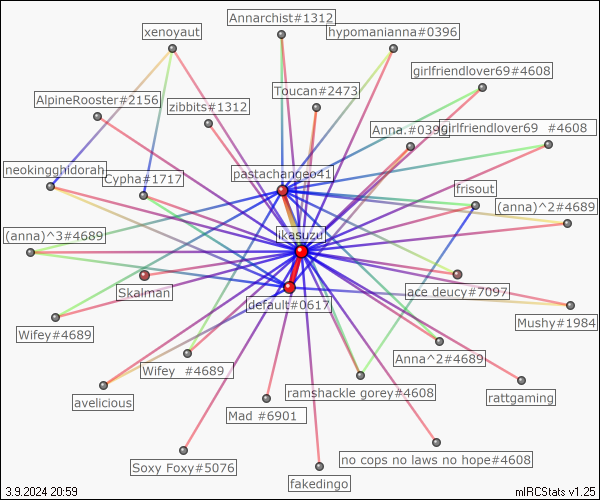 Annarchist#1312
xenoyaut
hypomanianna#0396
girlfriendlover69#4608
Toucan#2473
AlpineRooster#2156
zibbits#1312
Anna.#039
girlfriendlover69 #4608
neokingghidorah
Cypha#1717
pastachangeo41
frisout
(anna)^2#4689
(anna)^3#4689
ikasuzu
Skalman
default#0617
ace deucy#7097
Mushy#1984
Wifey#4689
Anna^2#4689
Wifey #4689
ramshackle gorey#4608
rattgaming
avelicious
Mad #6901
no cops no laws no hope#4608
Soxy Foxy#5076
fakedingo
3.9.2024 20:59
mIRCStats v1.25